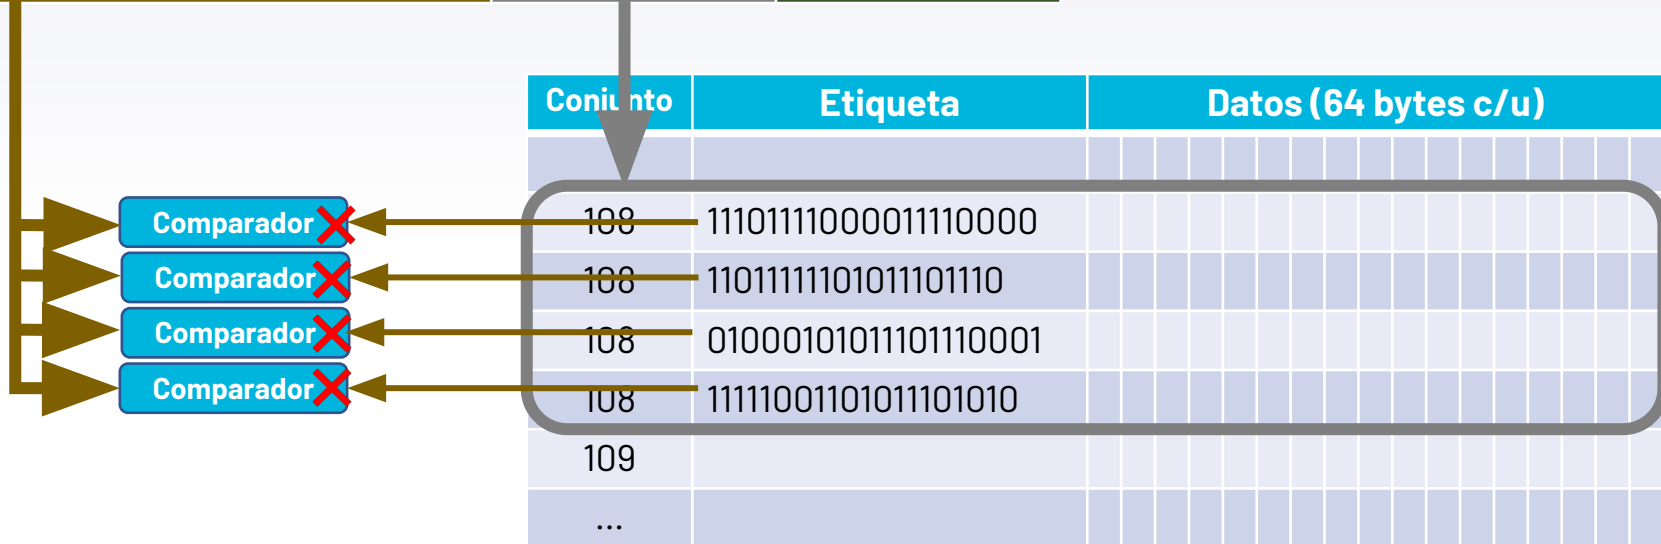 Conjunto Etiqueta Datos (64 bytes c/u)
Comparador 108 11101111000011110000
Comparador 108 11011111101011101110
Comparador 108 01000101011101110001
Comparador 108 11111001101011101010
109
...